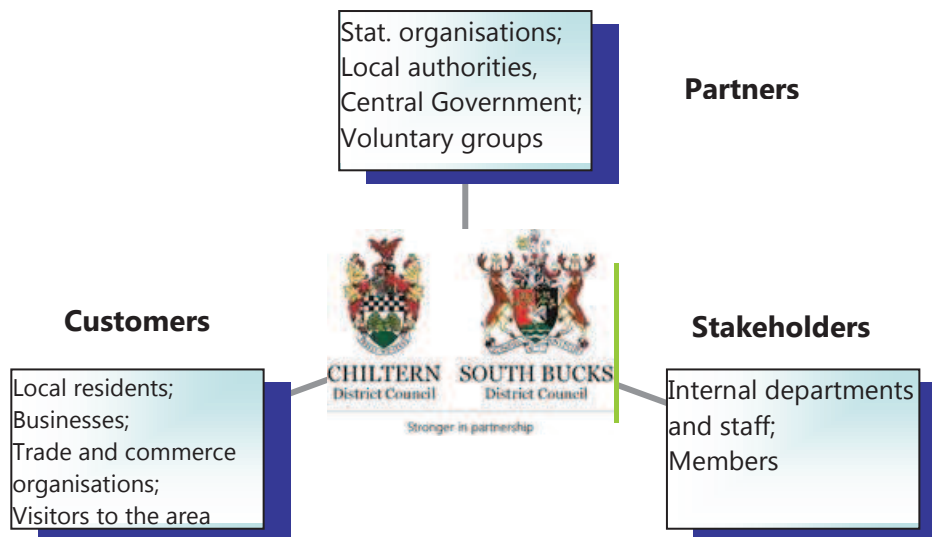 Stat. organisations;
Local authorities,
Central Government;
Voluntary groups
Partners
Customers
Stakeholders
CHILTERN
District Council
SOUTH BUCKS
District Council
Stronger in partnership
Local residents;
Businesses;
Trade and commerce
organisations;
Visitors to the area
Internal departments
and staff;
Members